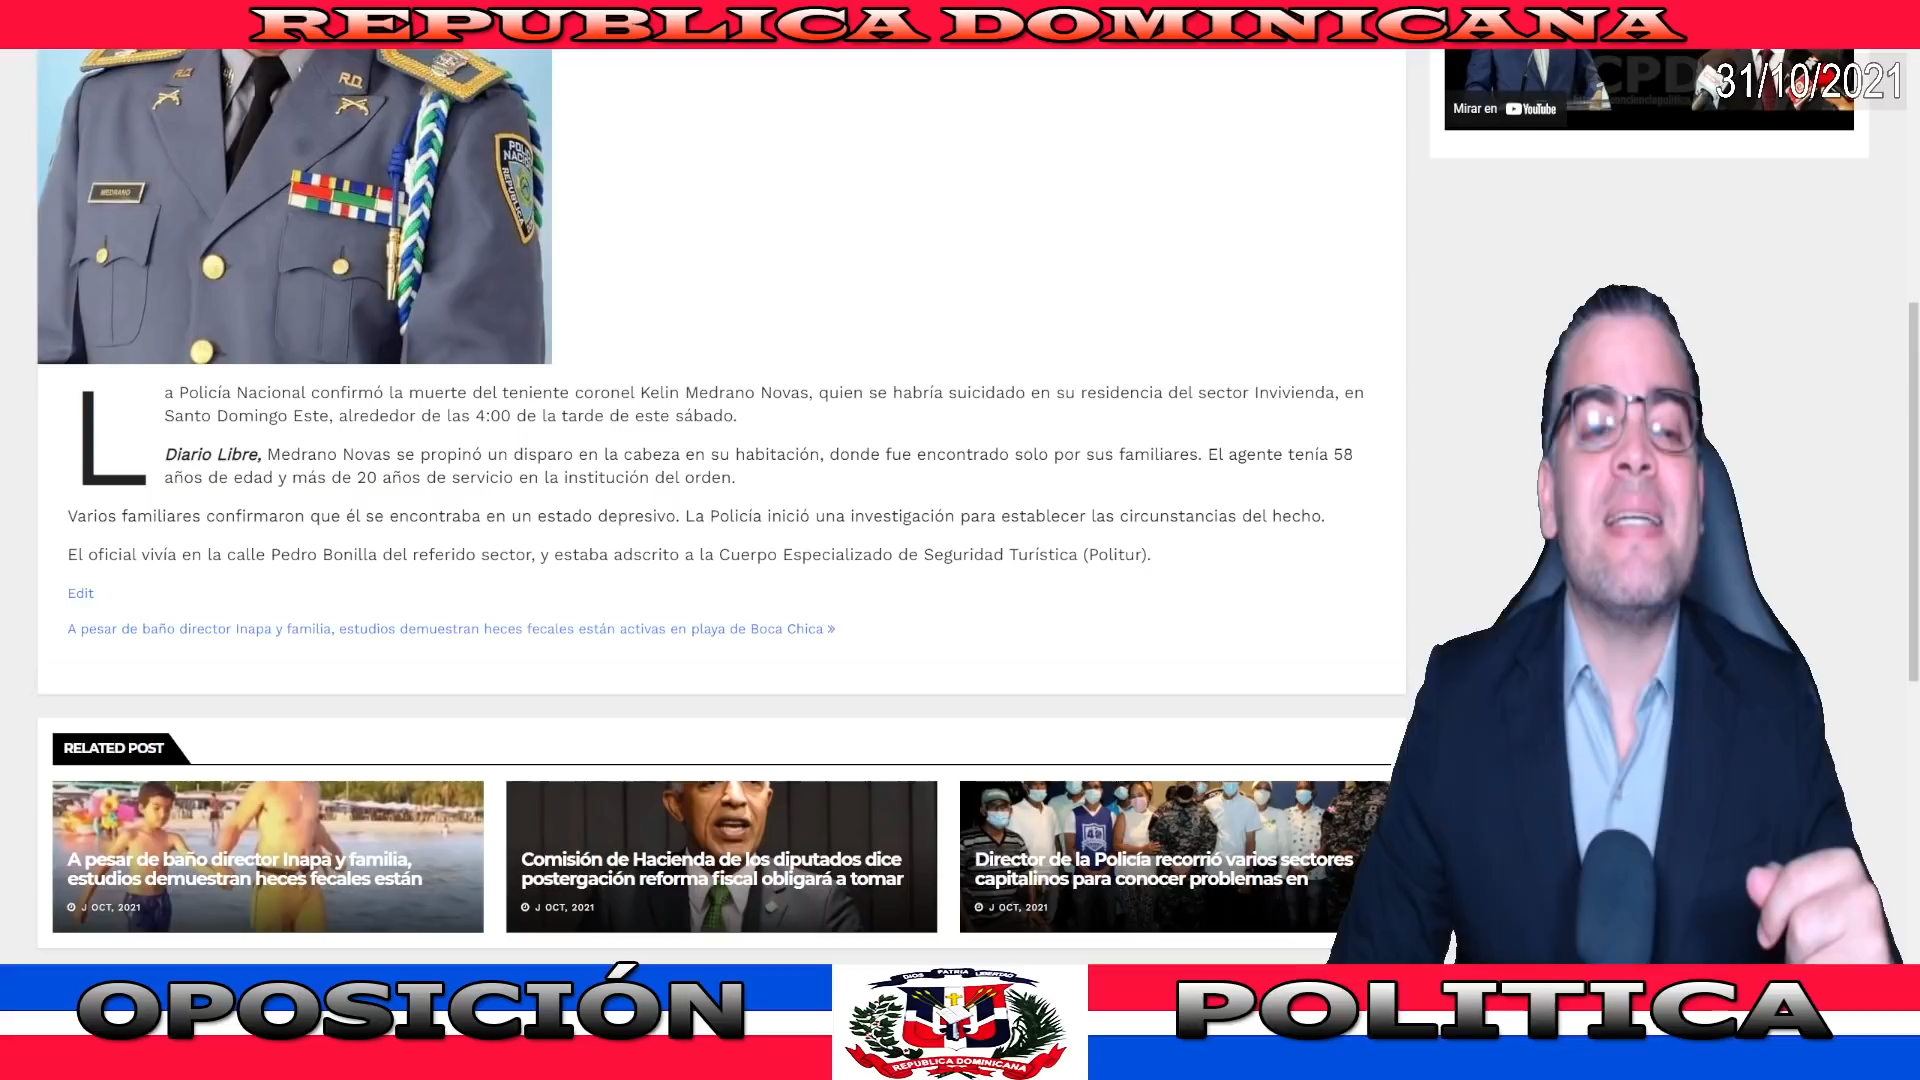 REPUBLICA DOMINICANA
31/10/2021
Mirar en YouTube
R.D.
R.D.
MEDRANO
La Policía Nacional confirmó la muerte del teniente coronel Kelin Medrano Novas, quien se habría suicidado en su residencia del sector Invivienda, en
Santo Domingo Este, alrededor de las 4:00 de la tarde de este sábado.
Diario Libre, Medrano Novas se propinó un disparo en la cabeza en su habitación, donde fue encontrado solo por sus familiares. El agente tenía 58
años de edad y más de 20 años de servicio en la institución del orden.
Varios familiares confirmaron que él se encontraba en un estado depresivo. La Policía inició una investigación para establecer las circunstancias del hecho.
El oficial vivía en la calle Pedro Bonilla del referido sector, y estaba adscrito a la Cuerpo Especializado de Seguridad Turística (Politur).
Edit
A pesar de baño director Inapa y familia, estudios demuestran heces fecales están activas en playa de Boca Chica »
RELATED POST
A pesar de baño director Inapa y familia,
estudios demuestran heces fecales están
J OCT, 2021
Comisión de Hacienda de los diputados dice
postergación reforma fiscal obligará a tomar
J OCT, 2021
Director de la Policía recorrió varios sectores
capitalinos para conocer problemas en
J OCT, 2021
OPOSICIÓN
DIOS PATRIA LIBERTAD
REPUBLICA DOMINICANA
POLITICA